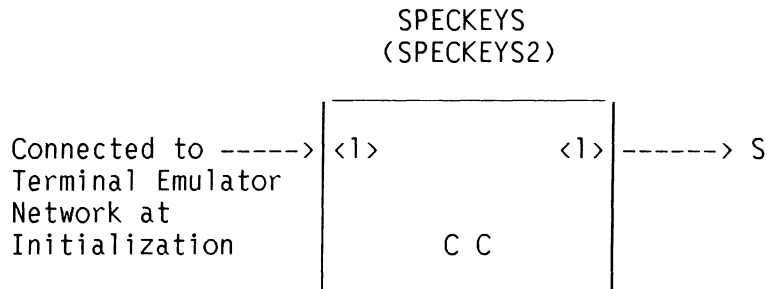 SPECKEYS
(SPECKEYS2)
Connected to -----> <1> <1> ------> S
Terminal Emulator
Network at
Initialization C C